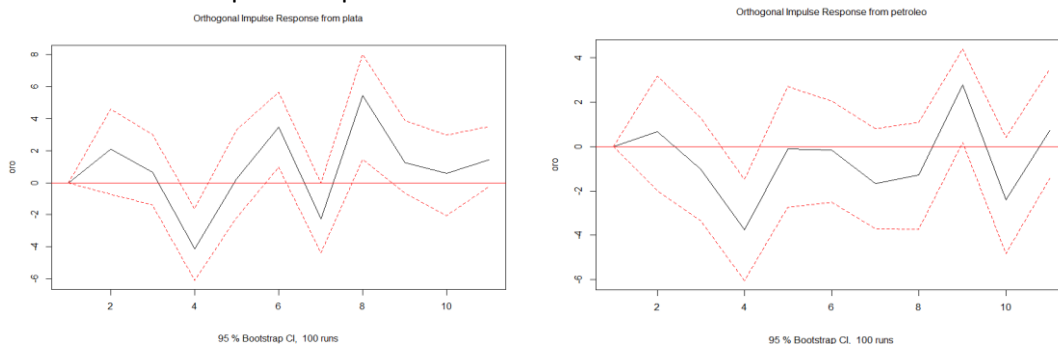 Orthogonal Impulse Response from plata
8
6
4
2
0
-2
-4
-6
oro
2 4 6 8 10
95 % Bootstrap CI, 100 runs
Orthogonal Impulse Response from petroleo
4
2
0
-2
-4
-6
oro
2 4 6 8 10
95 % Bootstrap CI, 100 runs